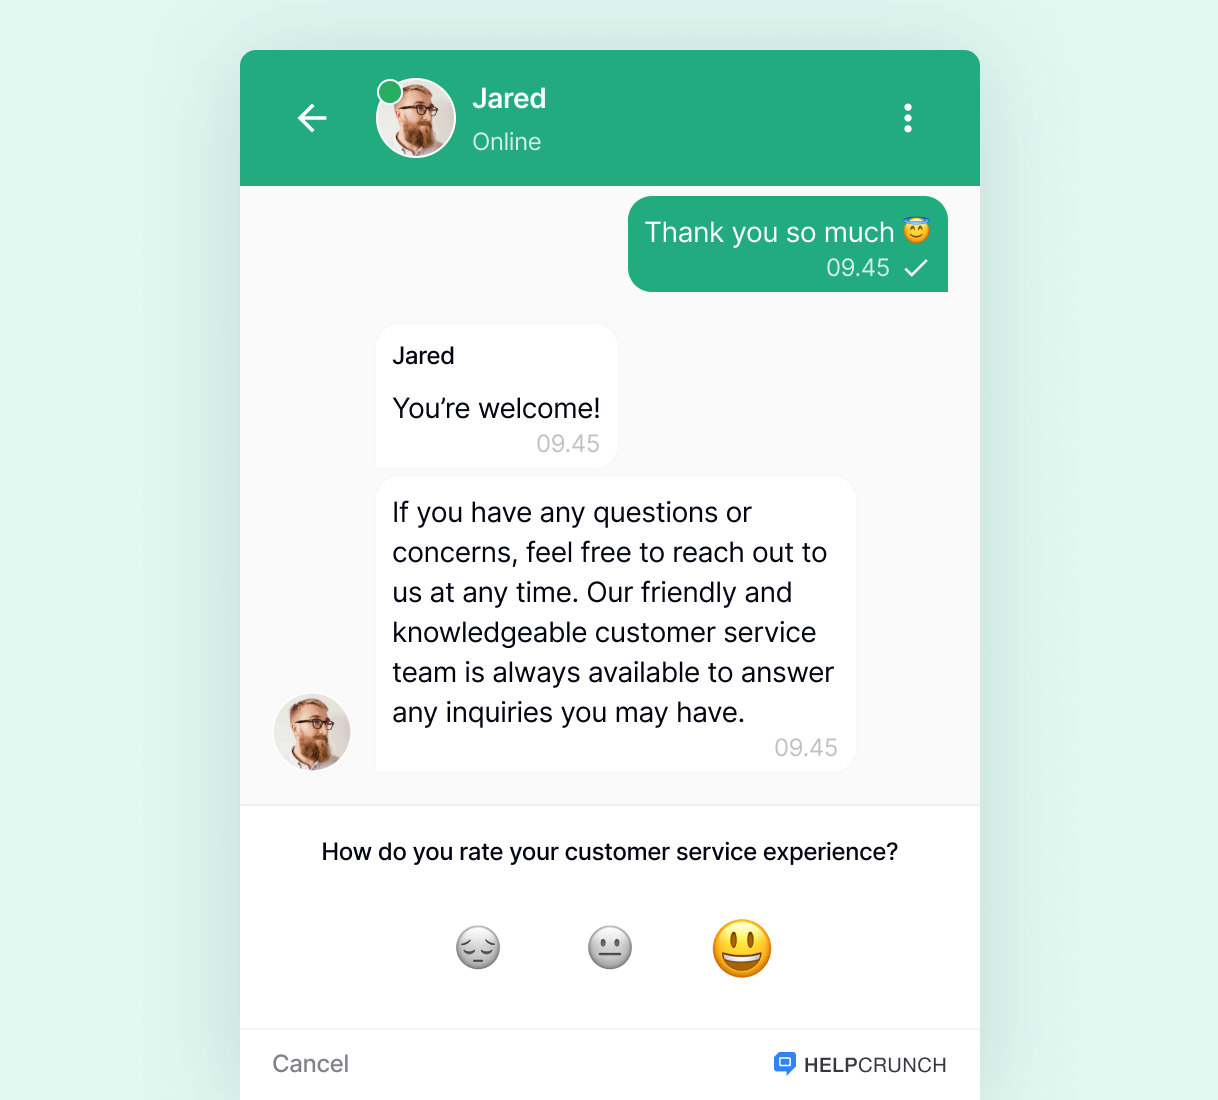 Jared
Online
Thank you so much 😇
09.45
Jared
You’re welcome!
09.45
If you have any questions or
concerns, feel free to reach out to
us at any time. Our friendly and
knowledgeable customer service
team is always available to answer
any inquiries you may have.
09.45
How do you rate your customer service experience?
Cancel
HELPCRUNCH